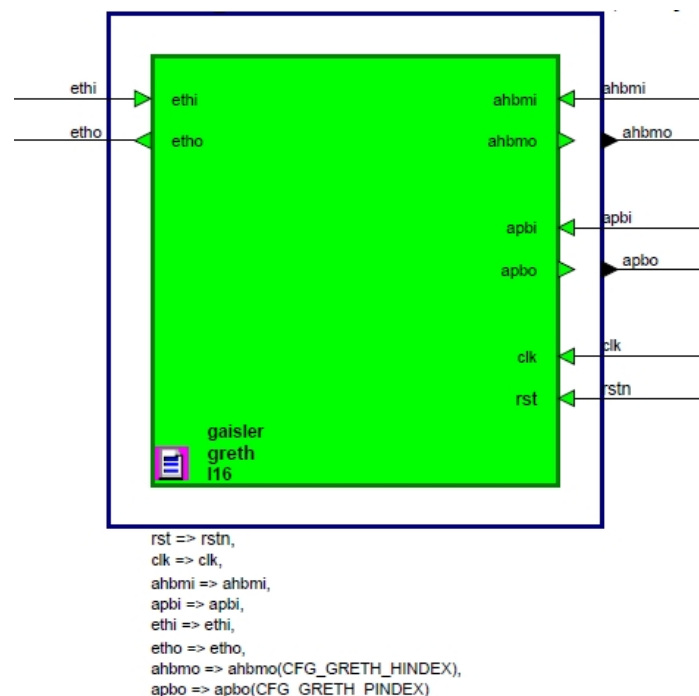 ethi
ethi
ahbmi
ahbmi
etho
etho
ahbmo
ahbmo
apbi
apbi
apbo
apbo
clk
clk
rst
rstn
gaisler
greth
I16
rst => rstn,
clk => clk,
ahbmi => ahbmi,
apbi => apbi,
ethi => ethi,
etho => etho,
ahbmo => ahbmo(CFG_GRETH_HINDEX),
apbo => apbo(CFG_GRETH_PINDEX)